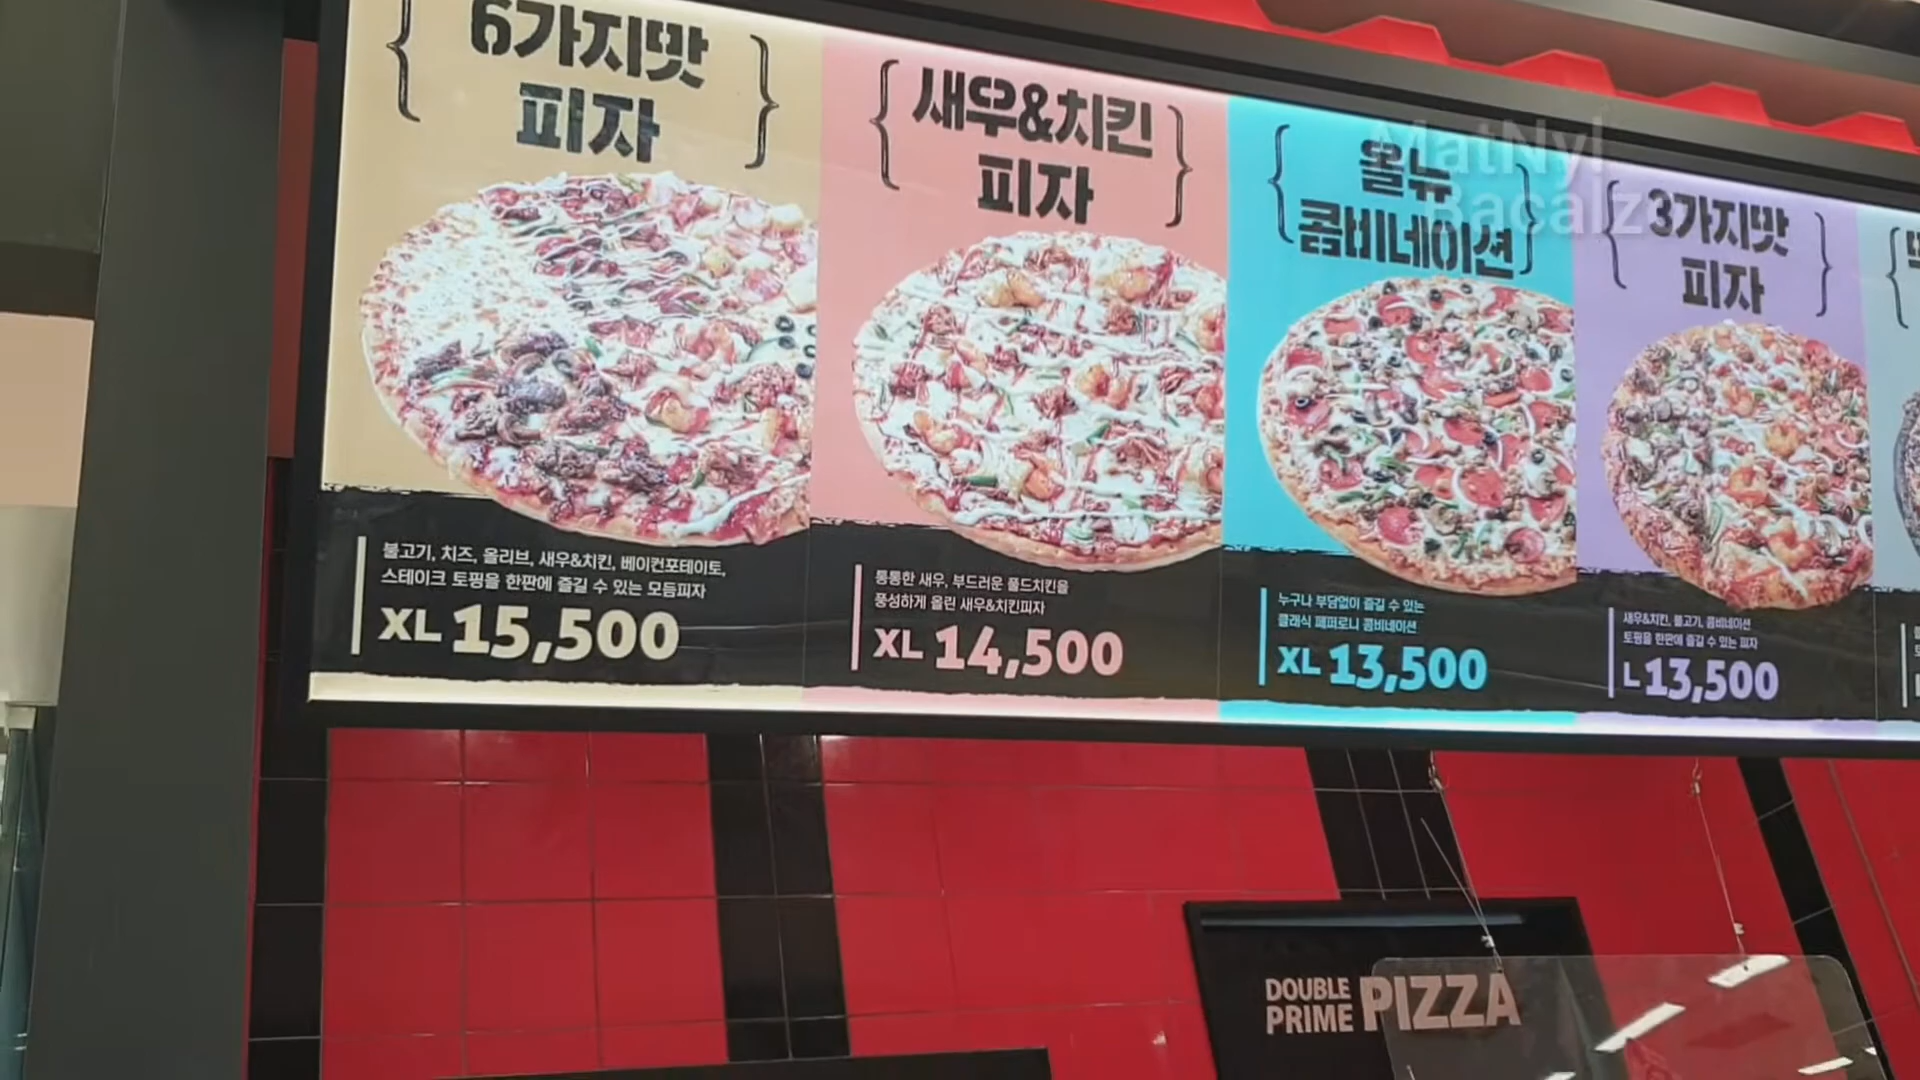 6가지맛
피자
불고기, 치즈, 올리브, 새우&치킨, 베이컨포테이토,
스테이크 토핑을 한판에 즐길 수 있는 모듬피자
XL 15,500
새우&치킨
피자
통통한 새우, 부드러운 풀드치킨을
풍성하게 올린 새우&치킨피자
XL 14,500
올뉴
콤비네이션
누구나 부담없이 즐길 수 있는
클래식 페퍼로니 콤비네이션
XL 13,500
3가지맛
피자
새우&치킨, 불고기, 콤비네이션
토핑을 한판에 즐길 수 있는 피자
L 13,500
MatNyl
Bacalz
DOUBLE
PRIME PIZZA